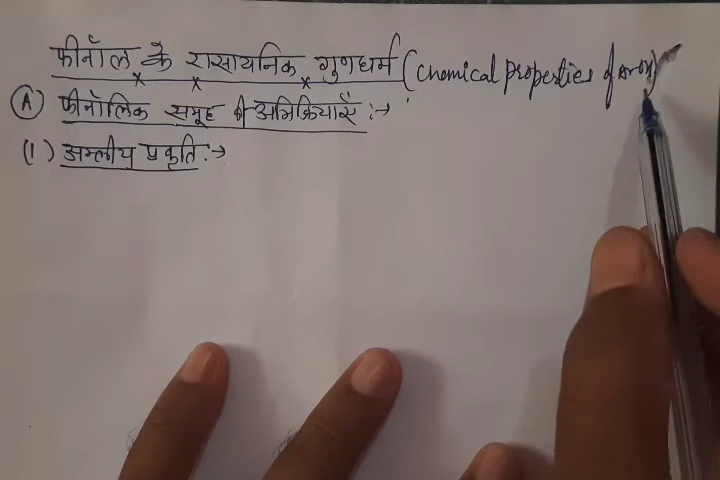 फीनॉल के रासायनिक गुणधर्म (Chemical Properties of
(A) फीनॉलिक समूह की अभिक्रियाएँ :→
(1) अम्लीय प्रकृति :→